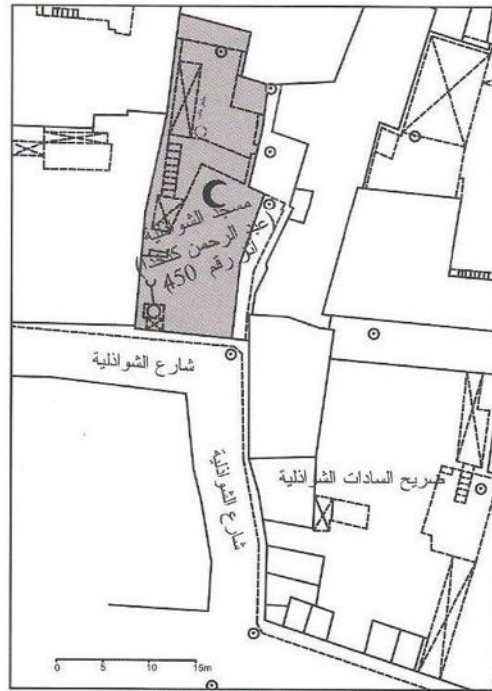 مسجد الشواذلية
(عبد الرحمن كتخدا)
أثر رقم 450
شارع الشواذلية
شارع الشواذلية
ضريح السادات الشواذلية
0 5 10 15m